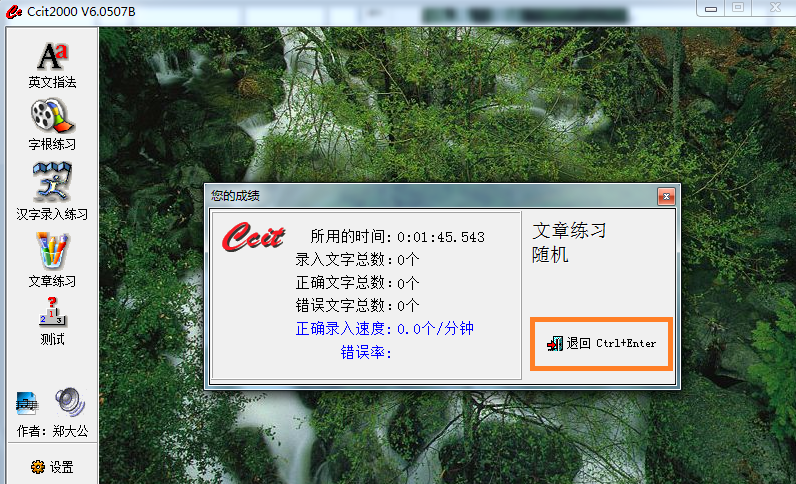 Ccit2000 V6.0507B
英文指法
字根练习
汉字录入练习
文章练习
测试
作者：郑大公
设置
您的成绩
Ccit
所用的时间：0:01:45.543
录入文字总数：0个
正确文字总数：0个
错误文字总数：0个
正确录入速度：0.0个/分钟
错误率：
文章练习
随机
退回 Ctrl+Enter